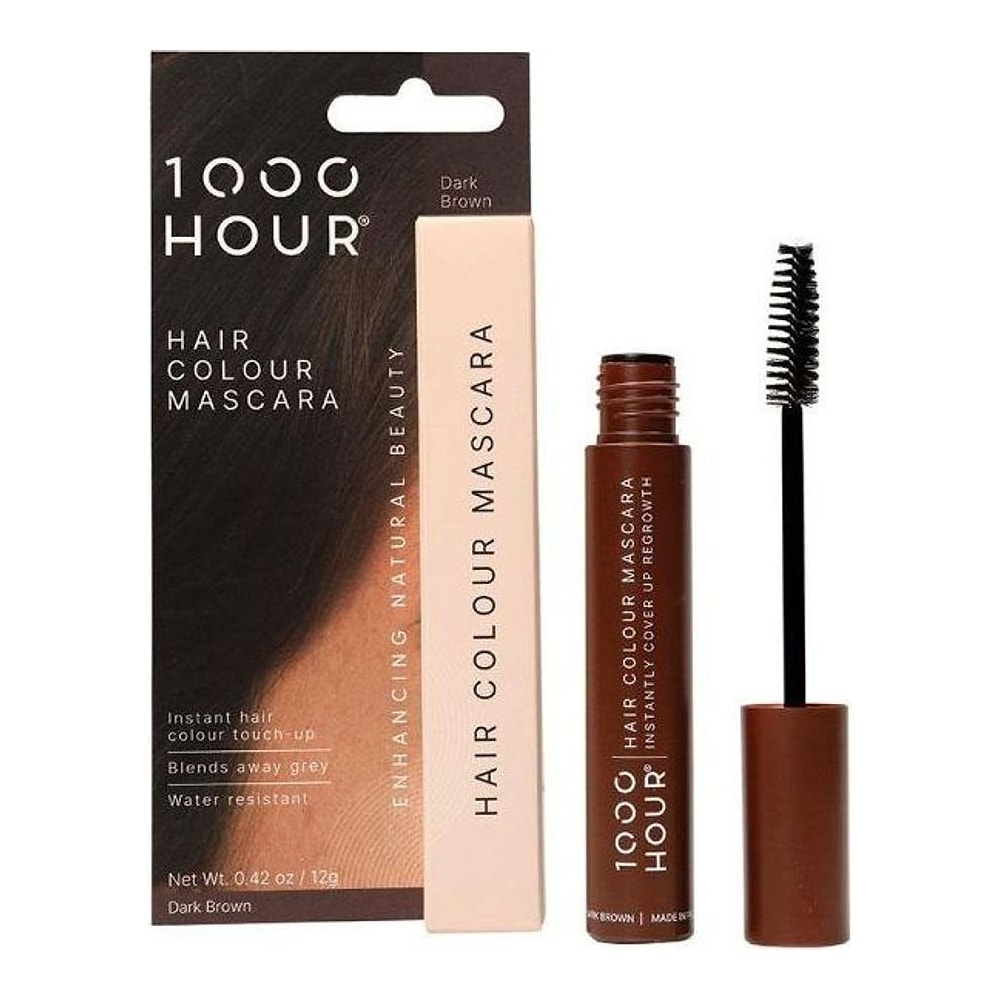 1000
HOUR®
HAIR
COLOUR
MASCARA
Instant hair
colour touch-up
Blends away grey
Water resistant
Net Wt. 0.42 oz / 12g
Dark Brown
ENHANCING NATURAL BEAUTY
Dark
Brown
HAIR COLOUR MASCARA
1000
HOUR®
HAIR COLOUR MASCARA
INSTANTLY COVER UP REGROWTH
BROWN | MADE IN